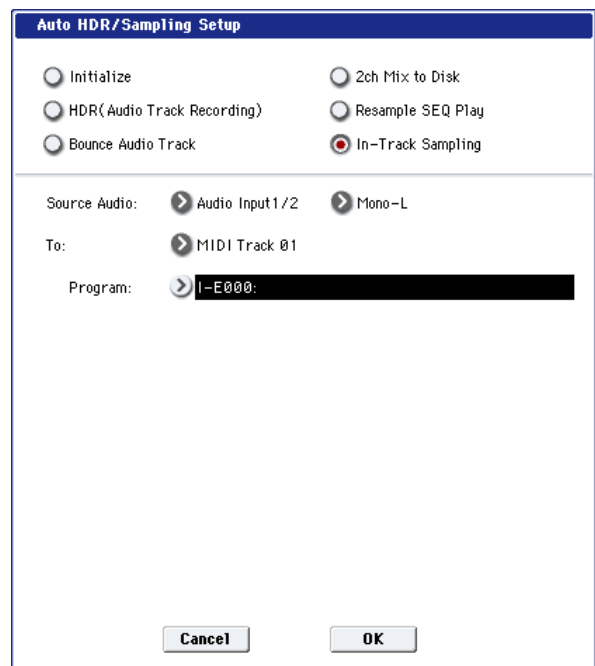 Auto HDR/Sampling Setup
Initialize
2ch Mix to Disk
HDR(Audio Track Recording)
Resample SEQ Play
Bounce Audio Track
In-Track Sampling
Source Audio: Audio Input1/2 Mono-L
To: MIDI Track 01
Program: I-E000:
Cancel OK